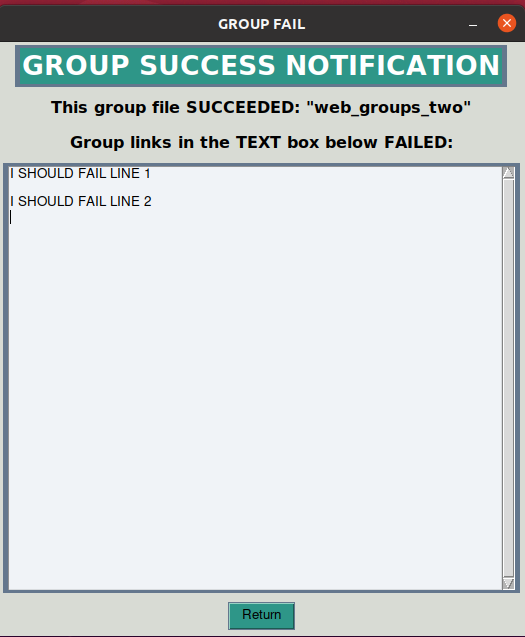 GROUP FAIL
GROUP SUCCESS NOTIFICATION
This group file SUCCEEDED: "web_groups_two"
Group links in the TEXT box below FAILED:
I SHOULD FAIL LINE 1
I SHOULD FAIL LINE 2
Return